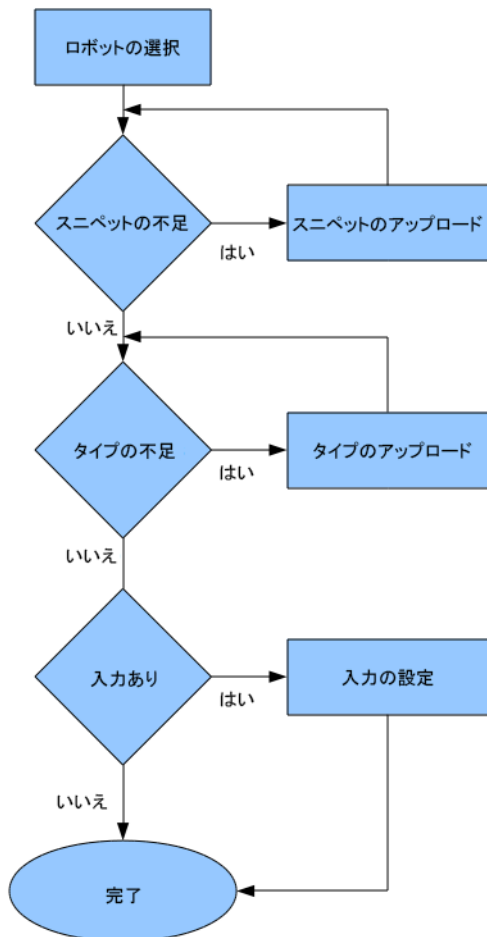 ロボットの選択
スニペットの不足
はい
スニペットのアップロード
いいえ
タイプの不足
はい
タイプのアップロード
いいえ
入力あり
はい
入力の設定
いいえ
完了